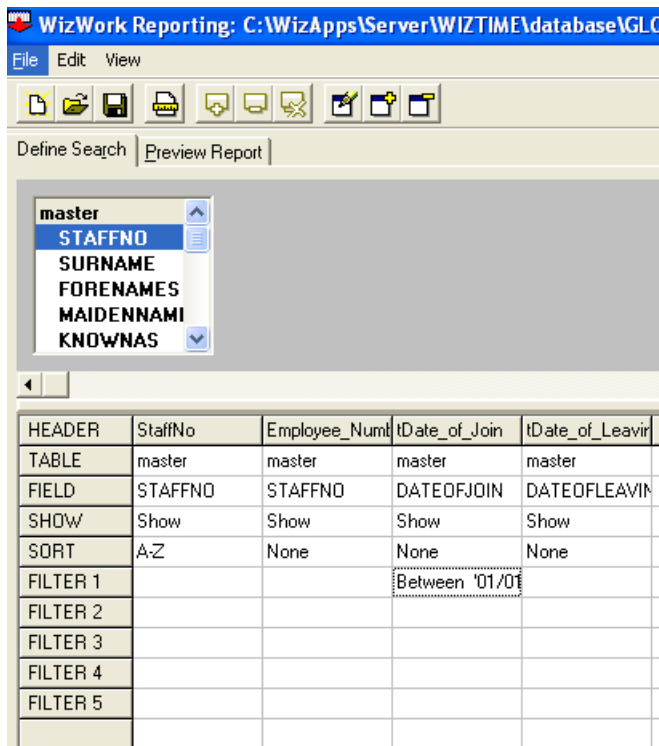 WizWork Reporting: C:\WizApps\Server\WIZTIME\database\GLO
File Edit View
Define Search Preview Report
master
STAFFNO
SURNAME
FORENAMES
MAIDENNAMI
KNOWNAS
HEADER StaffNo Employee_Numb tDate_of_Join tDate_of_Leavin
TABLE master master master master
FIELD STAFFNO STAFFNO DATEOFJOIN DATEOFLEAVIN
SHOW Show Show Show Show
SORT A-Z None None None
FILTER 1 Between '01/01
FILTER 2
FILTER 3
FILTER 4
FILTER 5